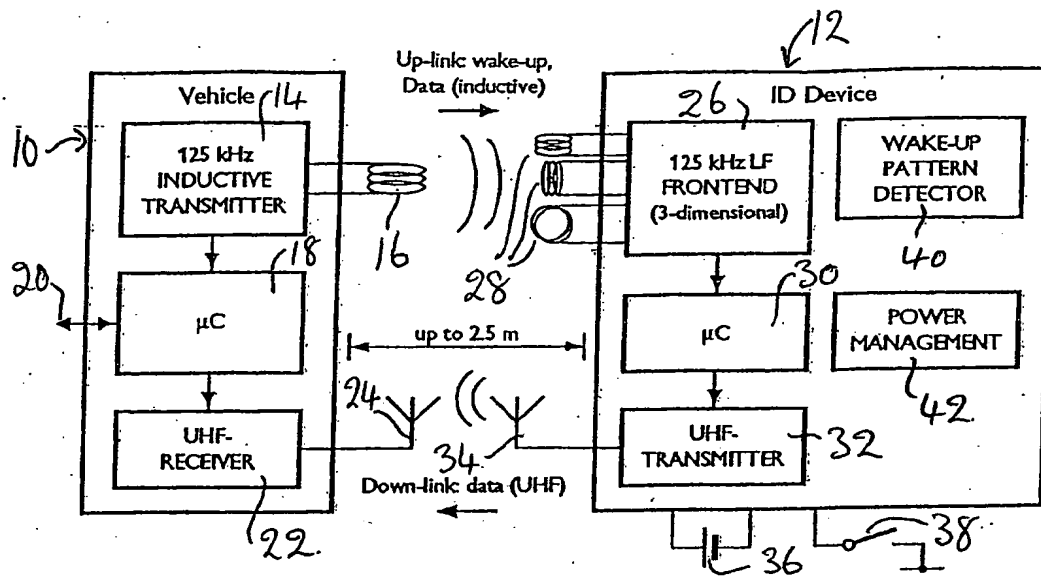 12
Up-link: wake-up,
Data (inductive)
Vehicle
14
ID Device
26
10
125 kHz
INDUCTIVE
TRANSMITTER
125 kHz LF
FRONTEND
(3-dimensional)
WAKE-UP
PATTERN
DETECTOR
16
18
28
40
20
30
μC
μC
POWER
MANAGEMENT
up to 2.5 m
24
42
UHF-
RECEIVER
34
UHF-
TRANSMITTER
32
Down-link: data (UHF)
22.
36
38